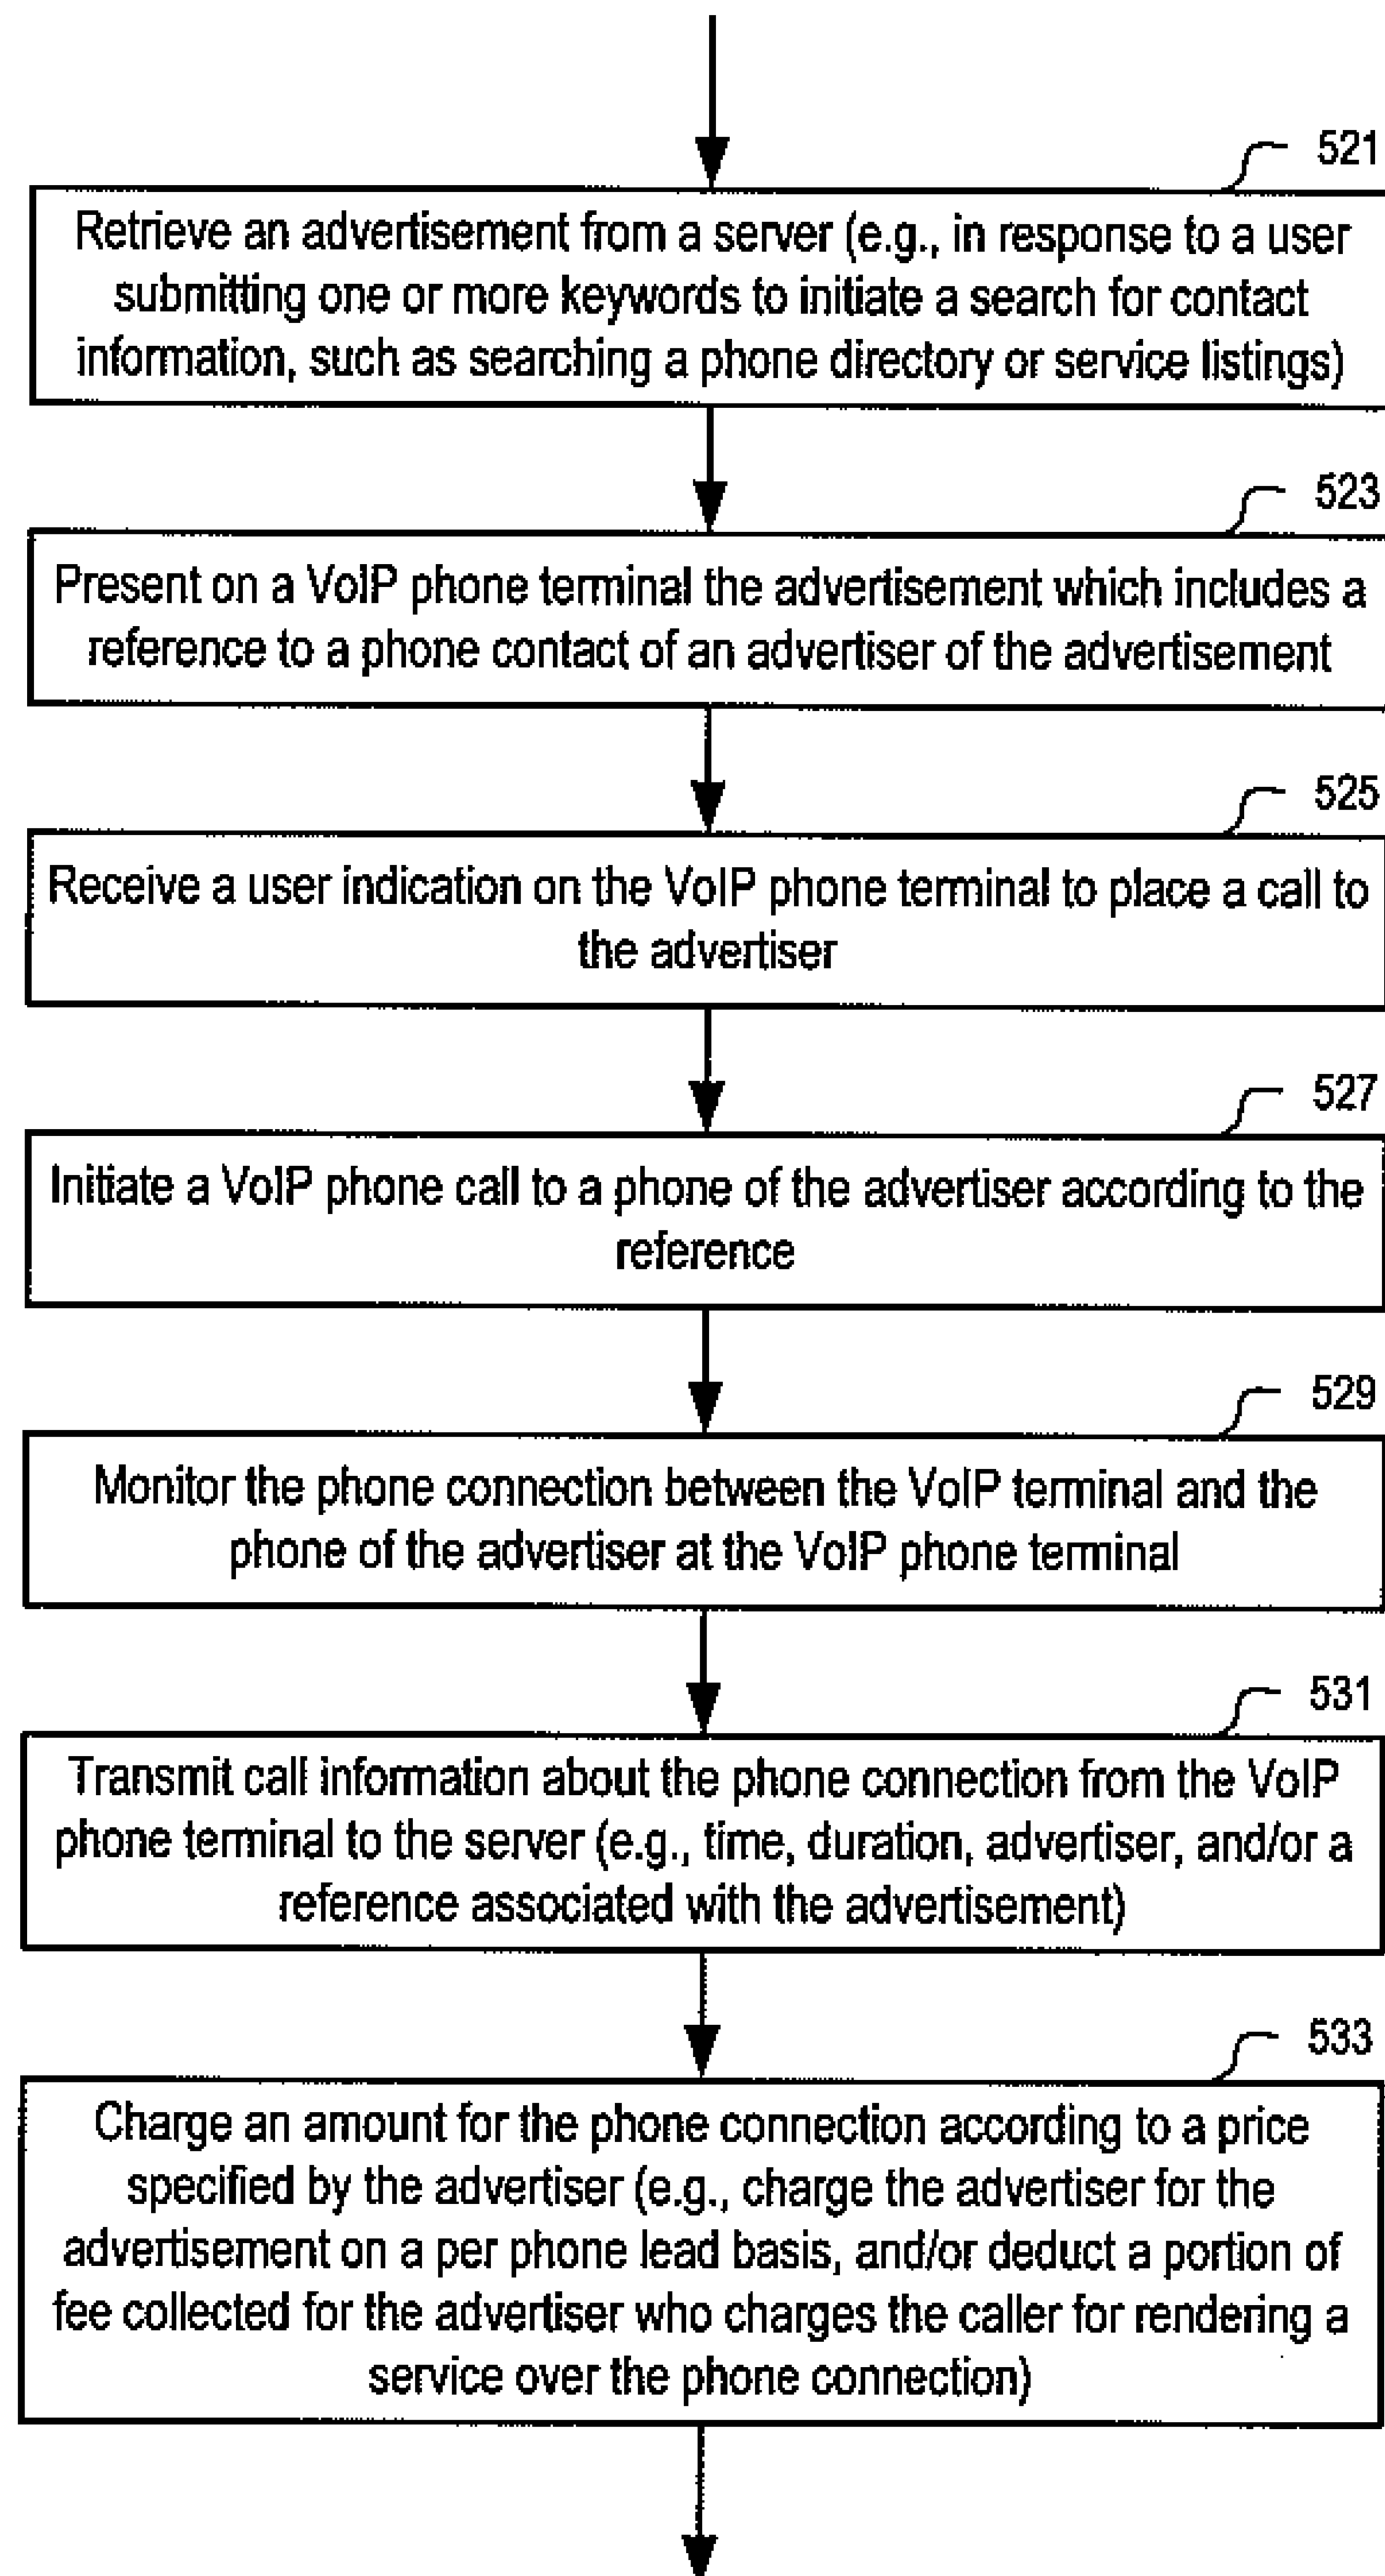 521
Retrieve an advertisement from a server (e.g., in response to a user
submitting one or more keywords to initiate a search for contact
information, such as searching a phone directory or service listings)
523
Present on a VoIP phone terminal the advertisement which includes a
reference to a phone contact of an advertiser of the advertisement
525
Receive a user indication on the VoIP phone terminal to place a call to
the advertiser
527
Initiate a VoIP phone call to a phone of the advertiser according to the
reference
529
Monitor the phone connection between the VoIP terminal and the
phone of the advertiser at the VoIP phone terminal
531
Transmit call information about the phone connection from the VoIP
phone terminal to the server (e.g., time, duration, advertiser, and/or a
reference associated with the advertisement)
533
Charge an amount for the phone connection according to a price
specified by the advertiser (e.g., charge the advertiser for the
advertisement on a per phone lead basis, and/or deduct a portion of
fee collected for the advertiser who charges the caller for rendering a
service over the phone connection)